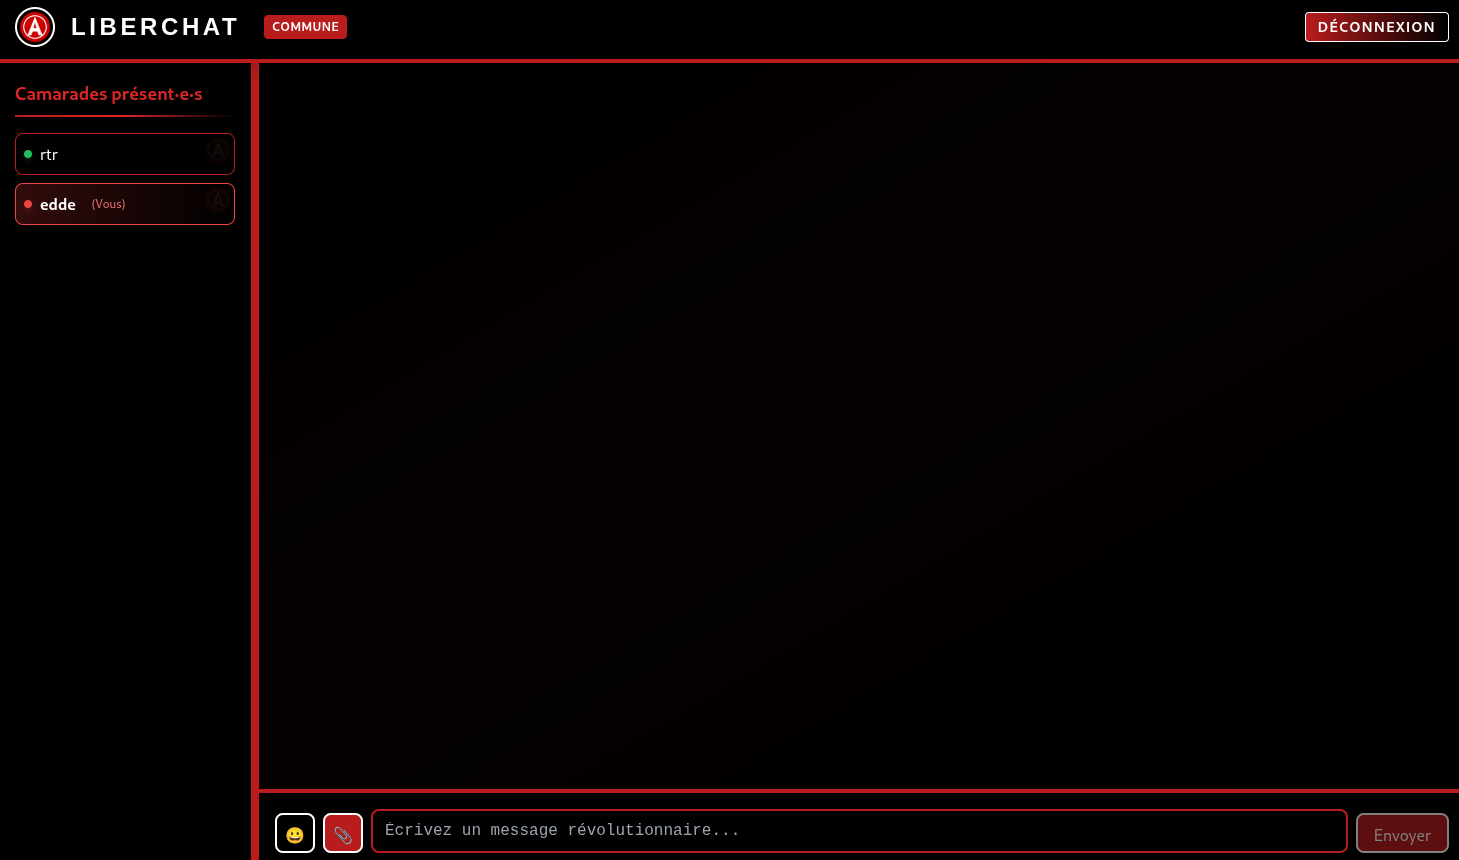 LIBERCHAT
COMMUNE
DÉCONNEXION
Camarades présent·e·s
rtr
edde (Vous)
Écrivez un message révolutionnaire...
Envoyer